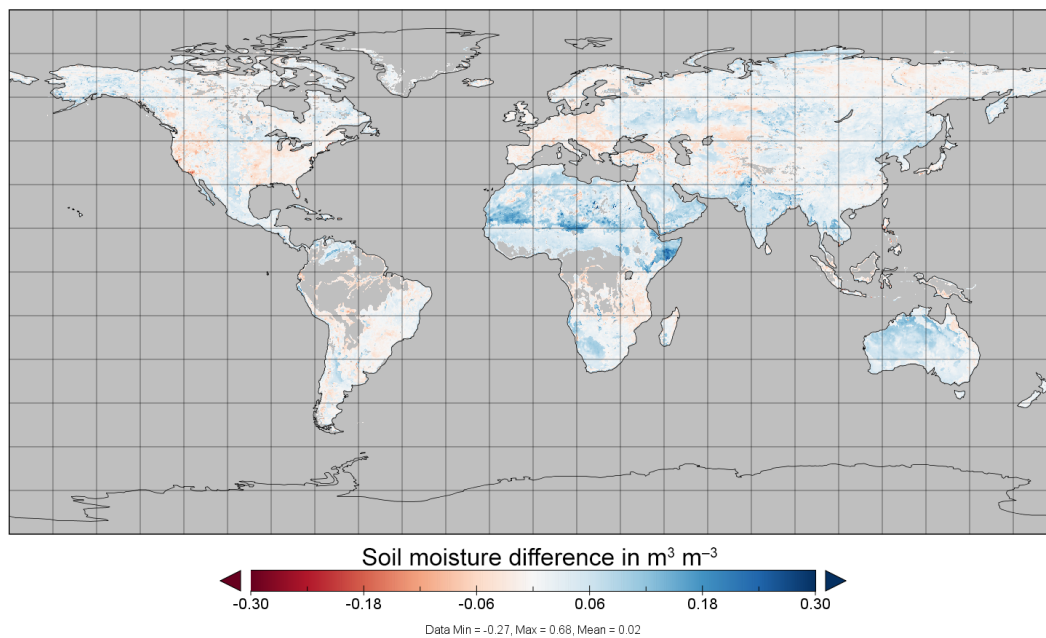 Soil moisture difference in m³ m⁻³
-0.30 -0.18 -0.06 0.06 0.18 0.30
Data Min = -0.27, Max = 0.68, Mean = 0.02